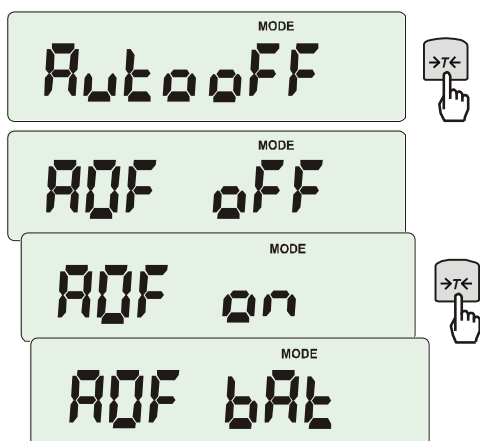 MODE
AutooFF
→T←
MODE
AOF oFF
MODE
AOF on
→T←
MODE
AOF bAt